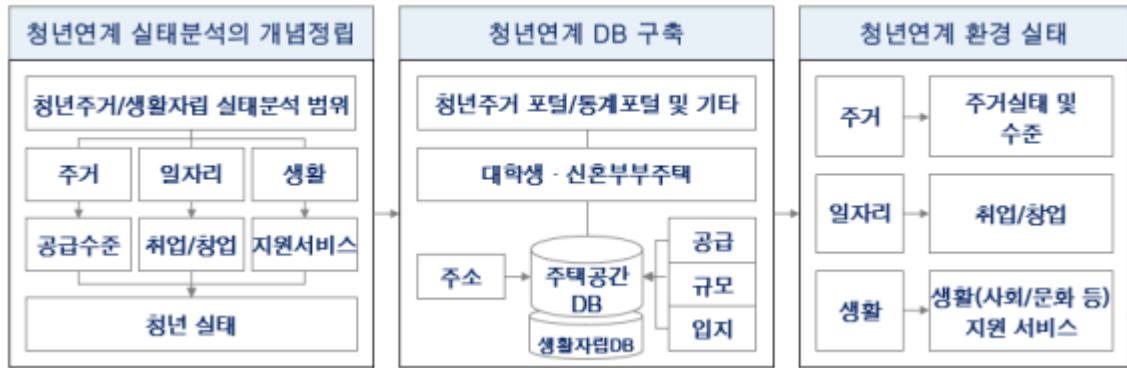 청년연계 실태분석의 개념정립
청년주거/생활자립 실태분석 범위
주거
일자리
생활
공급수준
취업/창업
지원서비스
청년 실태
청년연계 DB 구축
청년주거 포털/통계포털 및 기타
대학생 · 신혼부부주택
주소
주택공간
DB
생활자립DB
공급
규모
입지
청년연계 환경 실태
주거
주거실태 및
수준
일자리
취업/창업
생활
생활(사회/문화 등)
지원 서비스